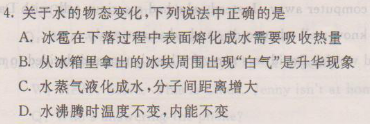 4. 关于水的物态变化,下列说法中正确的是
A. 冰雹在下落过程中表面熔化成水需要吸收热量
B. 从冰箱里拿出的冰块周围出现“白气”是升华现象
C. 水蒸气液化成水,分子间距离增大
D. 水沸腾时温度不变,内能不变